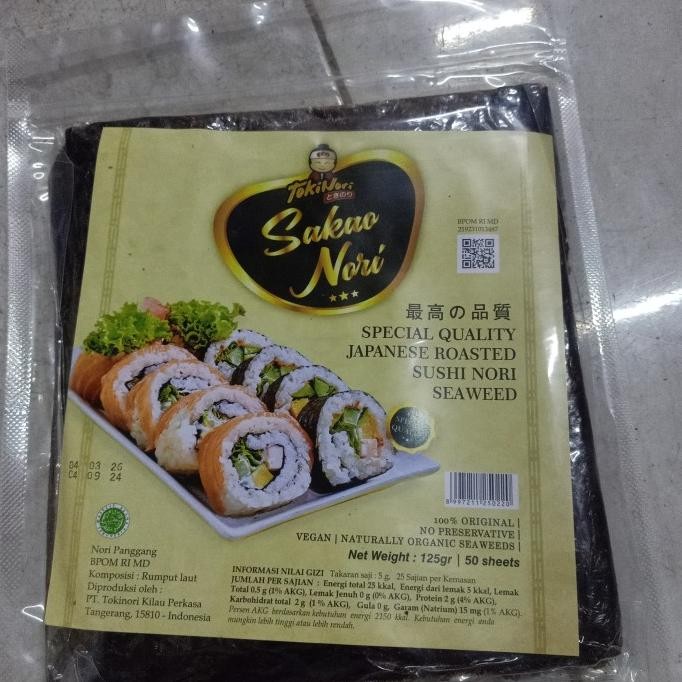 TokiNori
ときのり
Sakao
Nori
BPOM RI MD
最高の品質
SPECIAL QUALITY
JAPANESE ROASTED
SUSHI NORI
SEAWEED
SPECIAL
QUALITY
04 03 26
04 09 24
8 997211 250220
100% ORIGINAL |
NO PRESERVATIVE |
VEGAN | NATURALLY ORGANIC SEAWEEDS |
Net Weight : 125gr | 50 sheets
Nori Panggang
BPOM RI MD
Komposisi : Rumput laut
Diproduksi oleh :
PT. Tokinori Kilau Perkasa
Tangerang, 15810 - Indonesia
INFORMASI NILAI GIZI Takaran saji : 5 g, 25 Sajian per Kemasan
JUMLAH PER SAJIAN : Energi total 25 kkal, Energi dari lemak 5 kkal, Lemak
Total 0.5 g (1% AKG), Lemak Jenuh 0 g (0% AKG), Protein 2 g (4% AKG),
Karbohidrat total 2 g (1 % AKG), Gula 0 g, Garam (Natrium) 15 mg (1% AKG).
Persen AKG berdasarkan kebutuhan energi 2150 kkal. Kebutuhan energi anda
mungkin lebih tinggi atau lebih rendah.